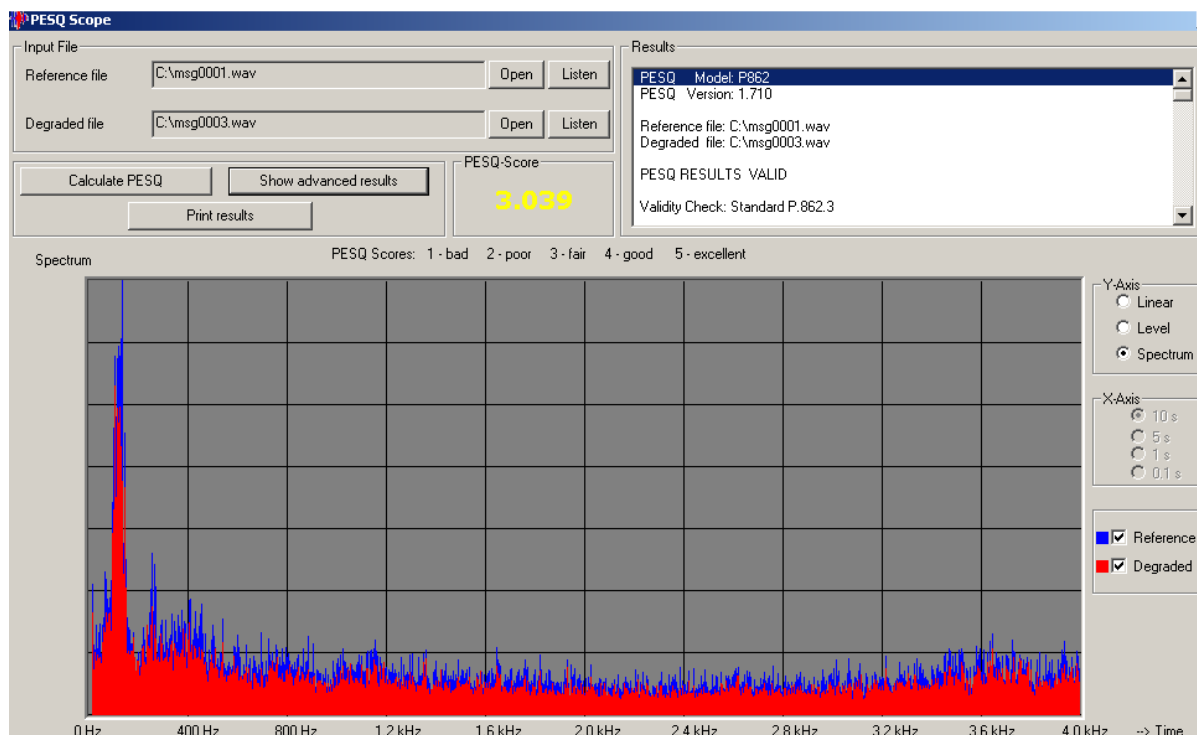 PESQ Scope
Input File
Reference file C:\msg0001.wav Open Listen
Degraded file C:\msg0003.wav Open Listen
Calculate PESQ Show advanced results
Print results
PESQ-Score
3.039
Results
PESQ Model: P862
PESQ Version: 1.710
Reference file: C:\msg0001.wav
Degraded file: C:\msg0003.wav
PESQ RESULTS VALID
Validity Check: Standard P.862.3
Spectrum
PESQ Scores: 1 - bad 2 - poor 3 - fair 4 - good 5 - excellent
Y-Axis
Linear
Level
Spectrum
X-Axis
10 s
5 s
1 s
0,1 s
Reference
Degraded
0 Hz 400 Hz 800 Hz 1.2 kHz 1.6 kHz 2.0 kHz 2.4 kHz 2.8 kHz 3.2 kHz 3.6 kHz 4.0 kHz --> Time